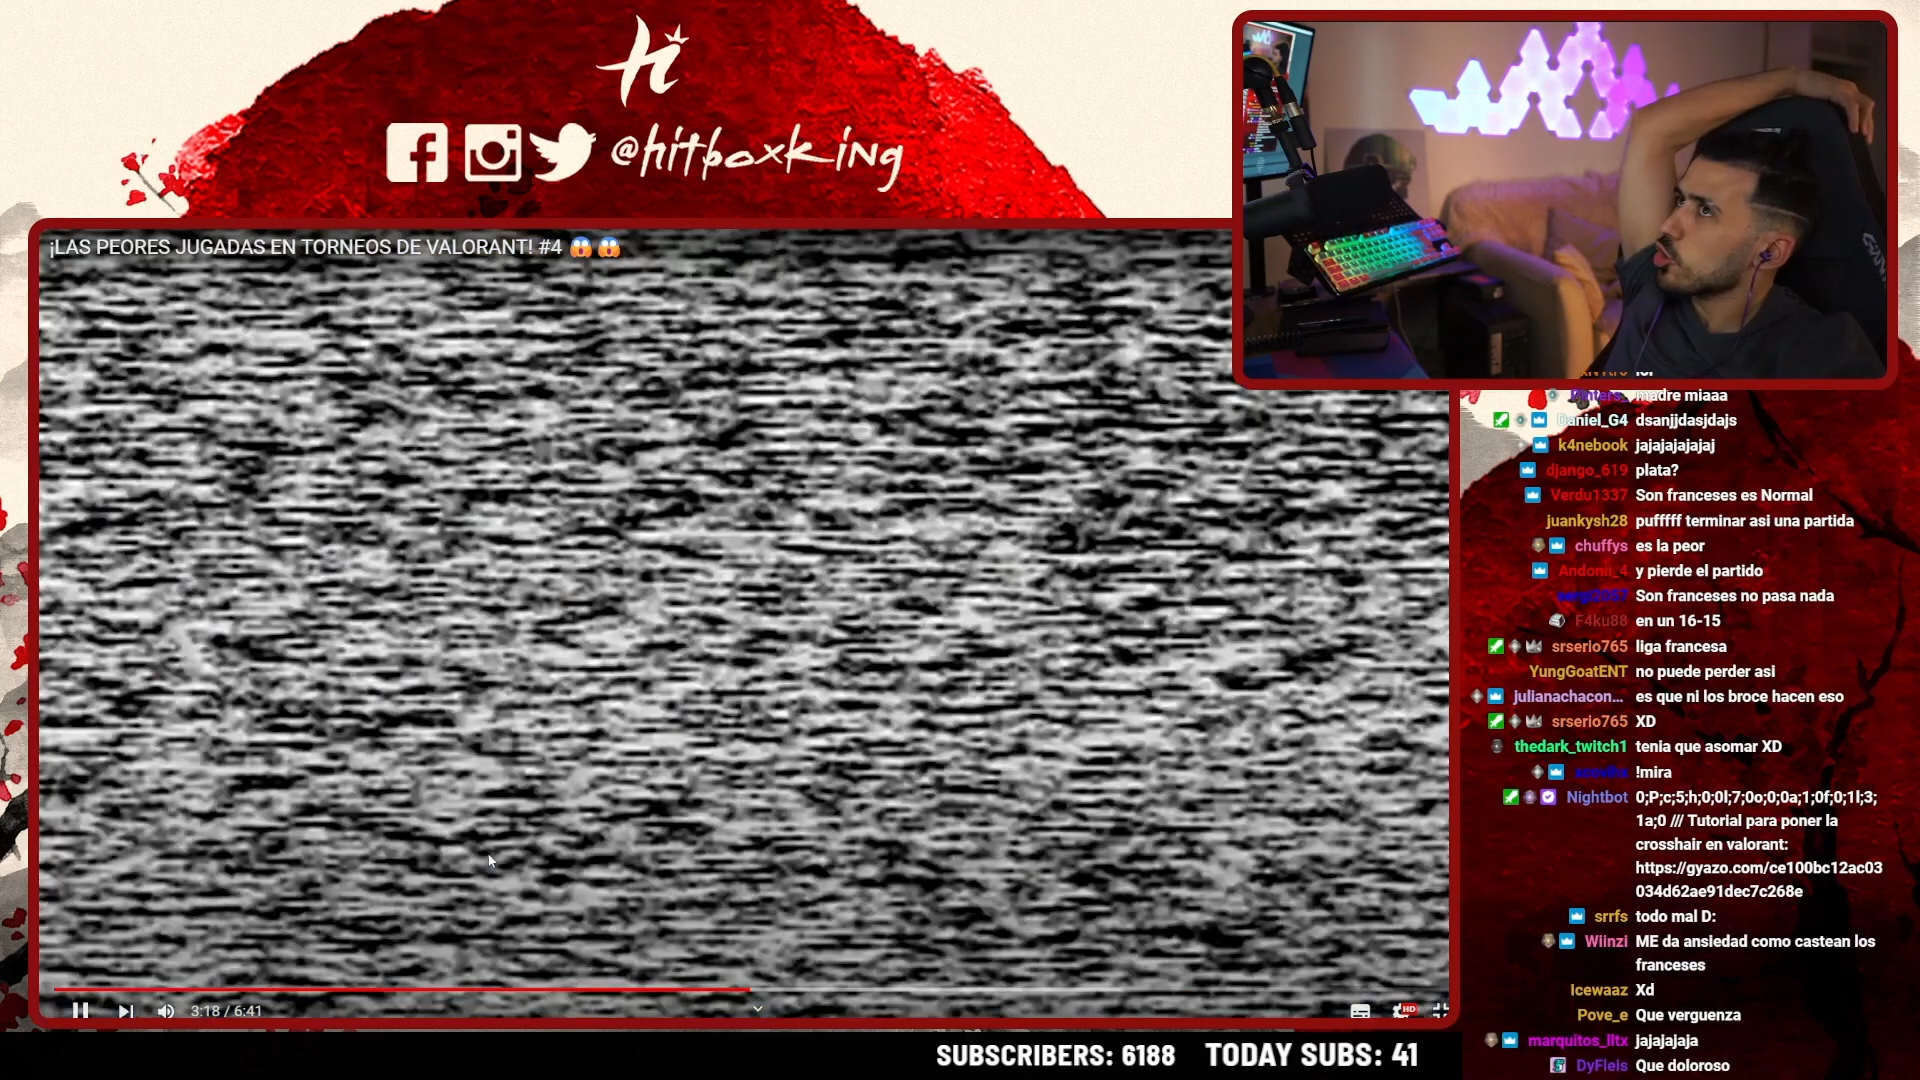 @hitboxking
¡LAS PEORES JUGADAS EN TORNEOS DE VALORANT! #4 😱 😱
3:18 / 6:41
HD
madre mIaaa
Daniel_G4 dsanjjdasjdajs
k4nebook jajajajajajaj
django_619 plata?
Verdu1337 Son franceses es Normal
juankysh28 pufffff terminar asi una partida
chuffys es la peor
Andonii_4 y pierde el partido
Son franceses no pasa nada
F4ku88 en un 16-15
srserio765 liga francesa
YungGoatENT no puede perder asi
julianachacon... es que ni los broce hacen eso
srserio765 XD
thedark_twitch1 tenia que asomar XD
!mira
Nightbot 0;P;c;5;h;0;0l;7;0o;0;0a;1;0f;0;1l;3;
1a;0 /// Tutorial para poner la
crosshair en valorant:
https://gyazo.com/ce100bc12ac03
034d62ae91dec7c268e
srrfs todo mal D:
Wiinzi ME da ansiedad como castean los
franceses
Icewaaz Xd
Pove_e Que verguenza
marquitos_lltx jajajajaja
DyFleis Que doloroso
SUBSCRIBERS: 6188 TODAY SUBS: 41